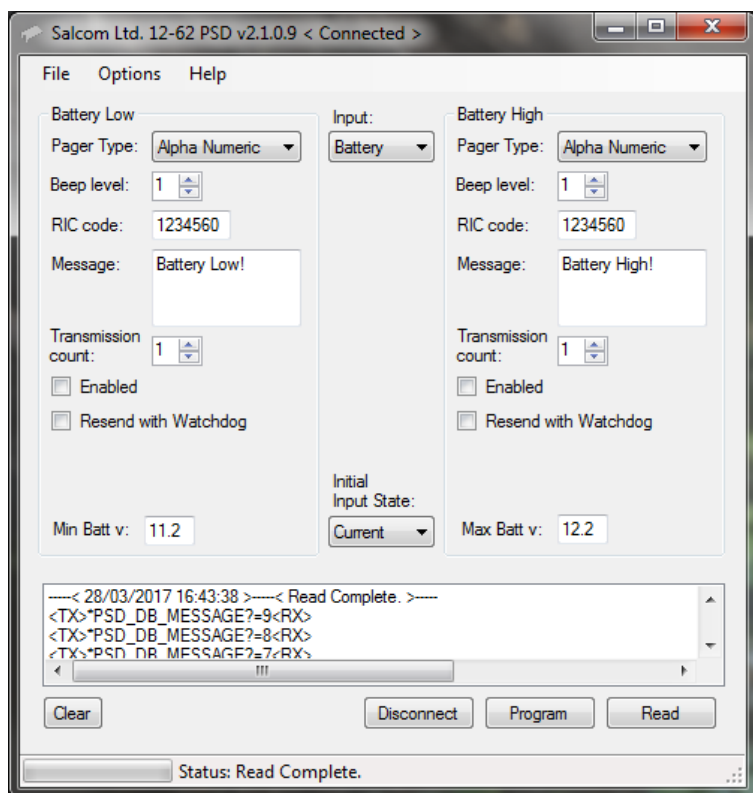 Salcom Ltd. 12-62 PSD v2.1.0.9 < Connected >
File Options Help
Battery Low
Pager Type: Alpha Numeric
Beep level: 1
RIC code: 1234560
Message: Battery Low!
Transmission
count: 1
Enabled
Resend with Watchdog
Min Batt v: 11.2
Input:
Battery
Initial
Input State:
Current
Battery High
Pager Type: Alpha Numeric
Beep level: 1
RIC code: 1234560
Message: Battery High!
Transmission
count: 1
Enabled
Resend with Watchdog
Max Batt v: 12.2
-----< 28/03/2017 16:43:38 >-----< Read Complete. >-----
<TX>*PSD_DB_MESSAGE?=9<RX>
<TX>*PSD_DB_MESSAGE?=8<RX>
<TX>*PSD_DB_MESSAGE?=7<RX>
Clear Disconnect Program Read
Status: Read Complete.